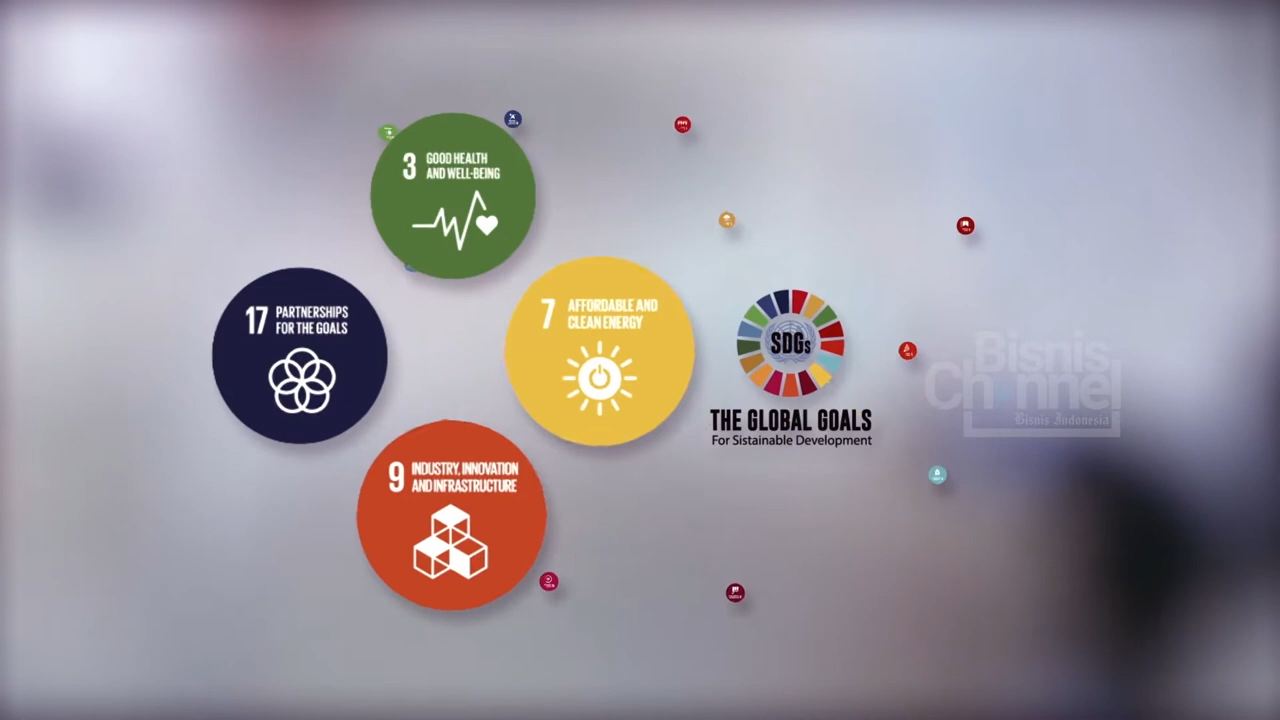 3 GOOD HEALTH
AND WELL-BEING
17 PARTNERSHIPS
FOR THE GOALS
7 AFFORDABLE AND
CLEAN ENERGY
SDGs
THE GLOBAL GOALS
For Sistainable Development
Bisnis
Channel
Bisnis Indonesia
9 INDUSTRY, INNOVATION
AND INFRASTRUCTURE